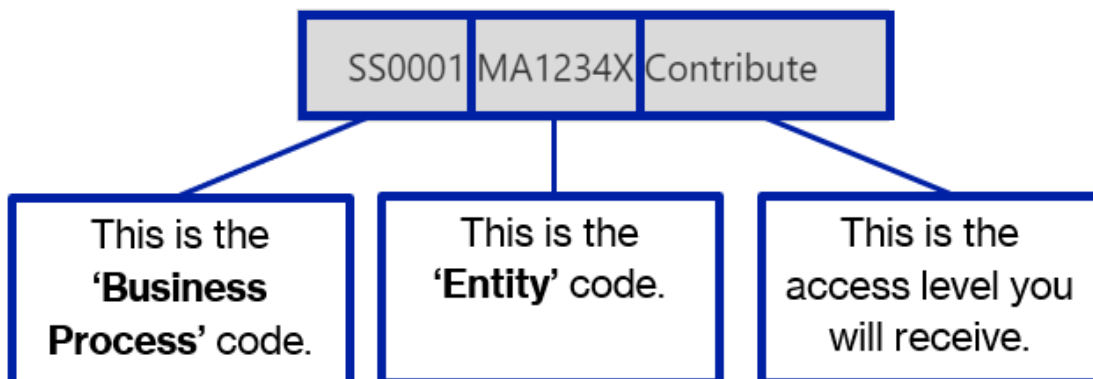 SS0001 MA1234X Contribute
This is the
‘Business
Process’ code.
This is the
‘Entity’ code.
This is the
access level you
will receive.